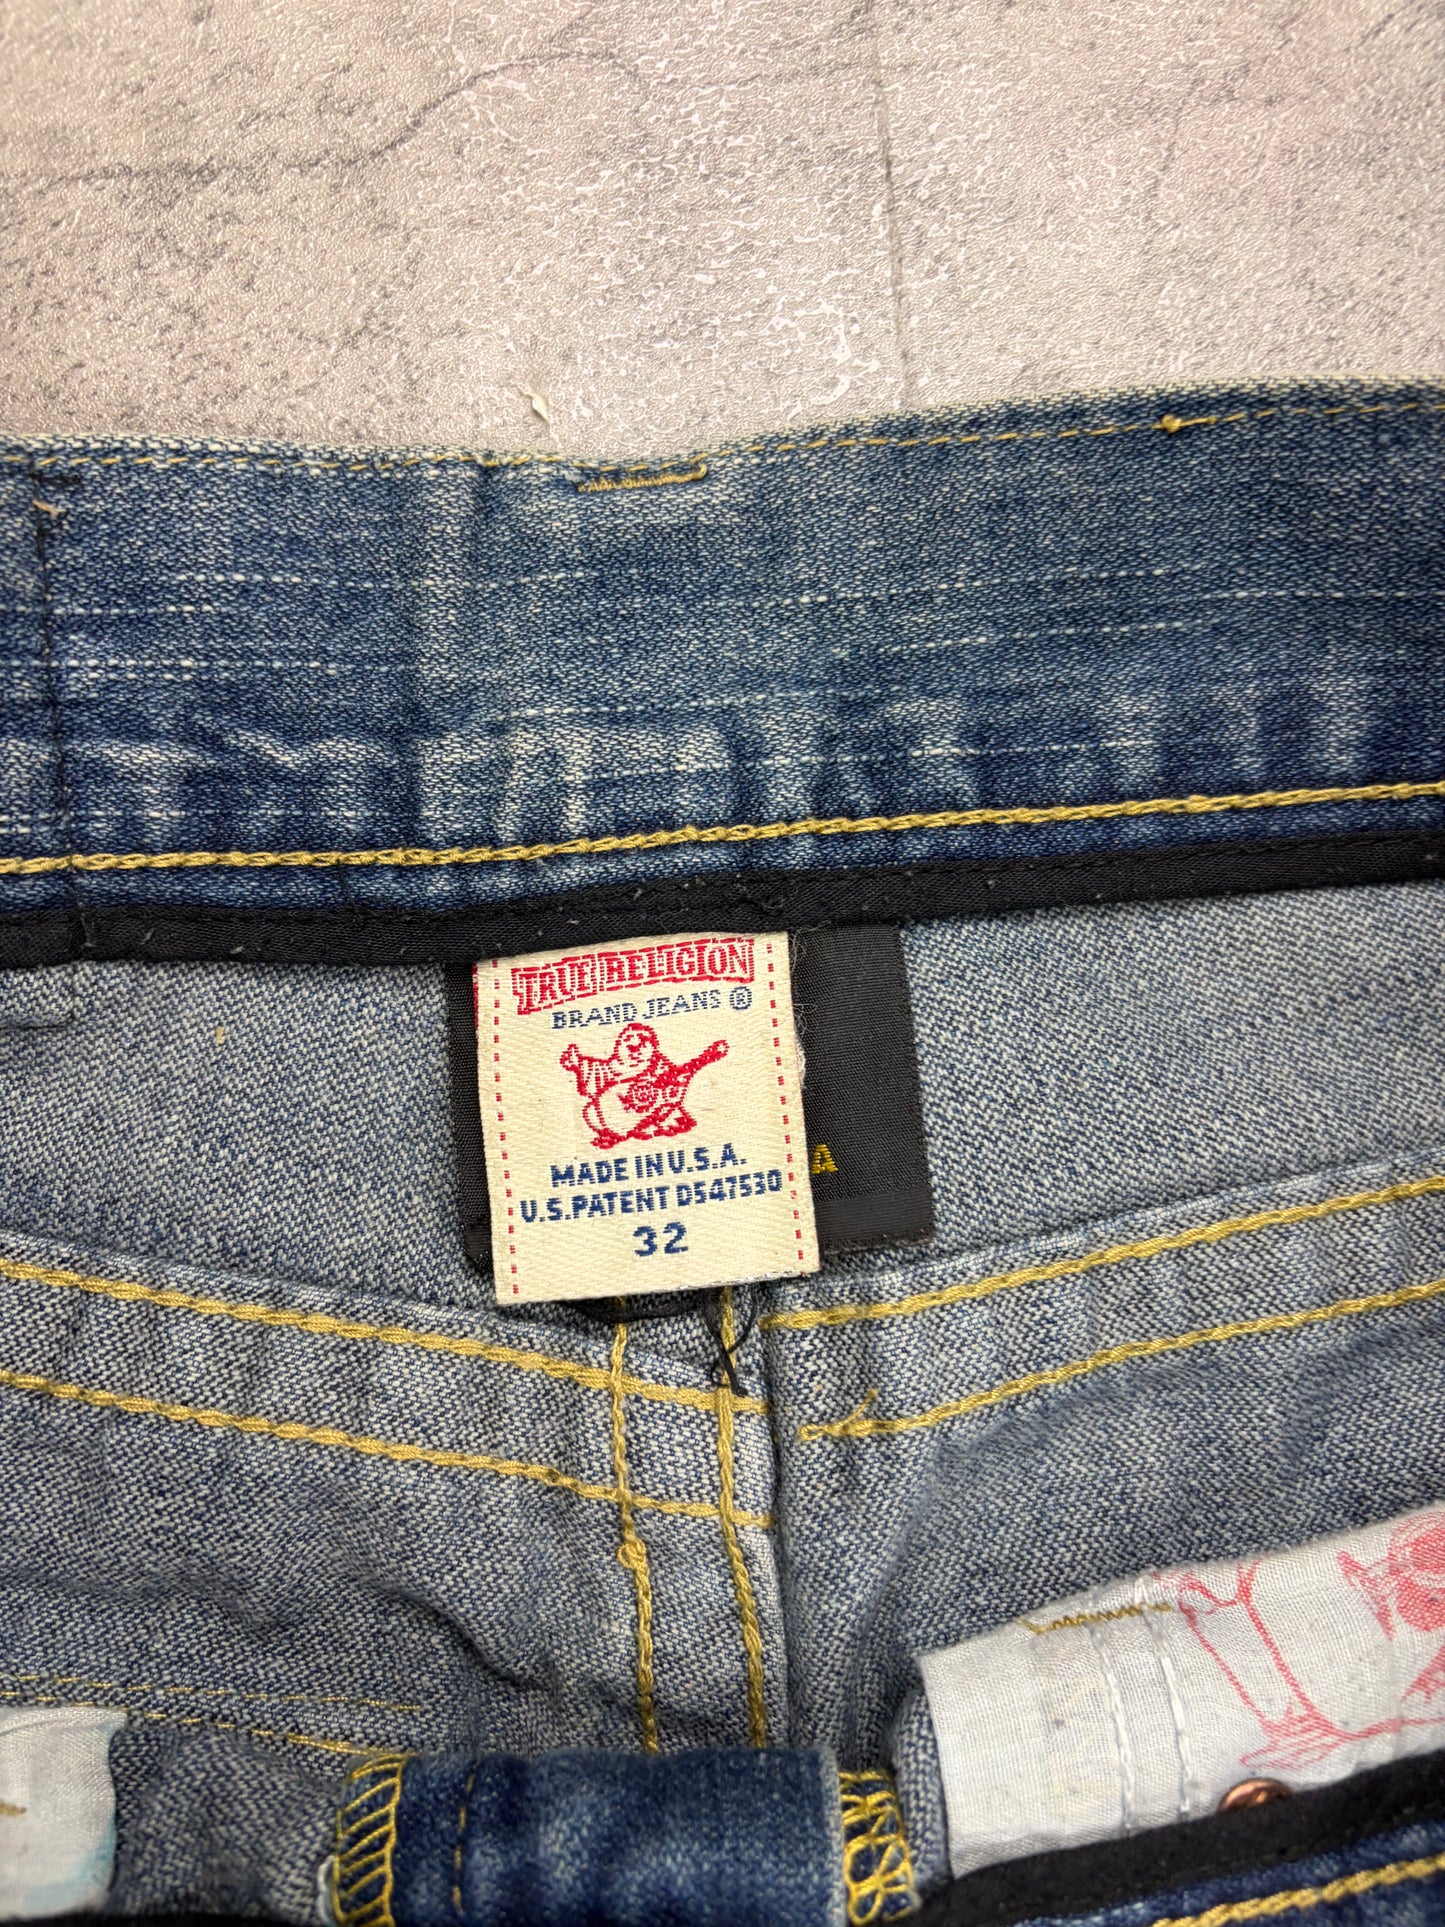 TRUE RELIGION
BRAND JEANS ®
MADE IN U.S.A.
U.S. PATENT D547530
32
A